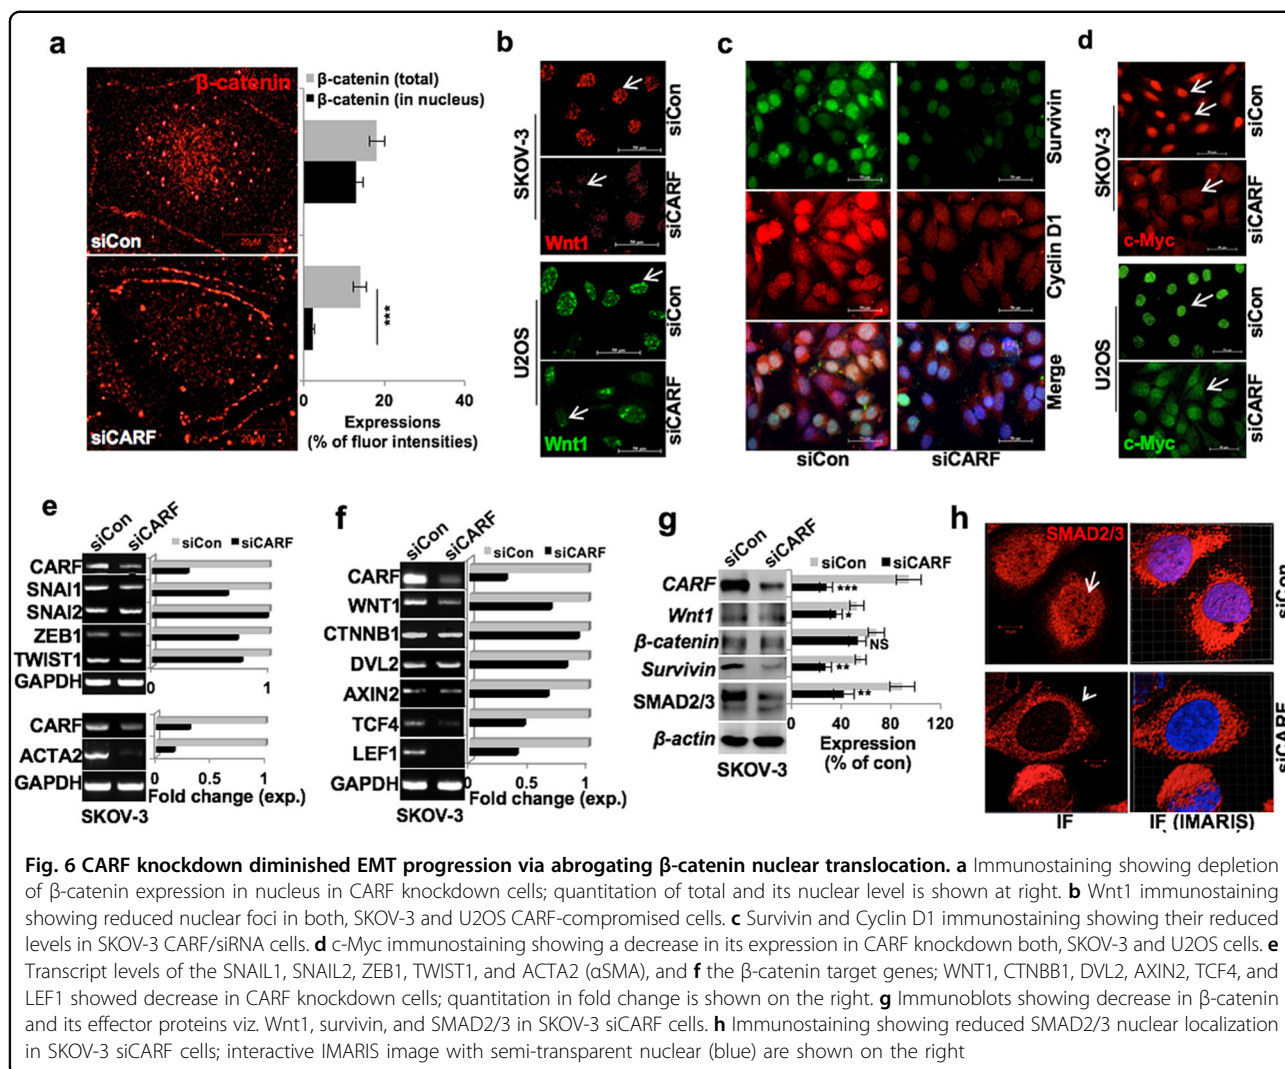 a
β-catenin
β-catenin (total)
β-catenin (in nucleus)
siCon
20μM
siCARF
20μM
***
0 20 40
Expressions
(% of fluor intensities)
b
SKOV-3
siCon
siCARF
Wnt1
U2OS
siCon
siCARF
Wnt1
c
Survivin
Cyclin D1
Merge
siCon siCARF
d
SKOV-3
siCon
siCARF
c-Myc
U2OS
siCon
siCARF
c-Myc
e
siCon siCARF
siCon siCARF
CARF
SNAI1
SNAI2
ZEB1
TWIST1
GAPDH
0 1
CARF
ACTA2
GAPDH
0 0.5 1
Fold change (exp.)
SKOV-3
f
siCon siCARF
siCon
siCARF
CARF
WNT1
CTNNB1
DVL2
AXIN2
TCF4
LEF1
GAPDH
0 0.5 1
Fold change (exp.)
SKOV-3
g
siCon siCARF
siCon
siCARF
CARF
***
Wnt1
*
β-catenin
NS
Survivin
**
SMAD2/3
**
β-actin
0 40 80 120
Expression
(% of con)
SKOV-3
h
SMAD2/3
siCon
siCARF
IF IF (IMARIS)
Fig. 6 CARF knockdown diminished EMT progression via abrogating β-catenin nuclear translocation. a Immunostaining showing depletion
of β-catenin expression in nucleus in CARF knockdown cells; quantitation of total and its nuclear level is shown at right. b Wnt1 immunostaining
showing reduced nuclear foci in both, SKOV-3 and U2OS CARF-compromised cells. c Survivin and Cyclin D1 immunostaining showing their reduced
levels in SKOV-3 CARF/siRNA cells. d c-Myc immunostaining showing a decrease in its expression in CARF knockdown both, SKOV-3 and U2OS cells. e
Transcript levels of the SNAIL1, SNAIL2, ZEB1, TWIST1, and ACTA2 (αSMA), and f the β-catenin target genes; WNT1, CTNBB1, DVL2, AXIN2, TCF4, and
LEF1 showed decrease in CARF knockdown cells; quantitation in fold change is shown on the right. g Immunoblots showing decrease in β-catenin
and its effector proteins viz. Wnt1, survivin, and SMAD2/3 in SKOV-3 siCARF cells. h Immunostaining showing reduced SMAD2/3 nuclear localization
in SKOV-3 siCARF cells; interactive IMARIS image with semi-transparent nuclear (blue) are shown on the right